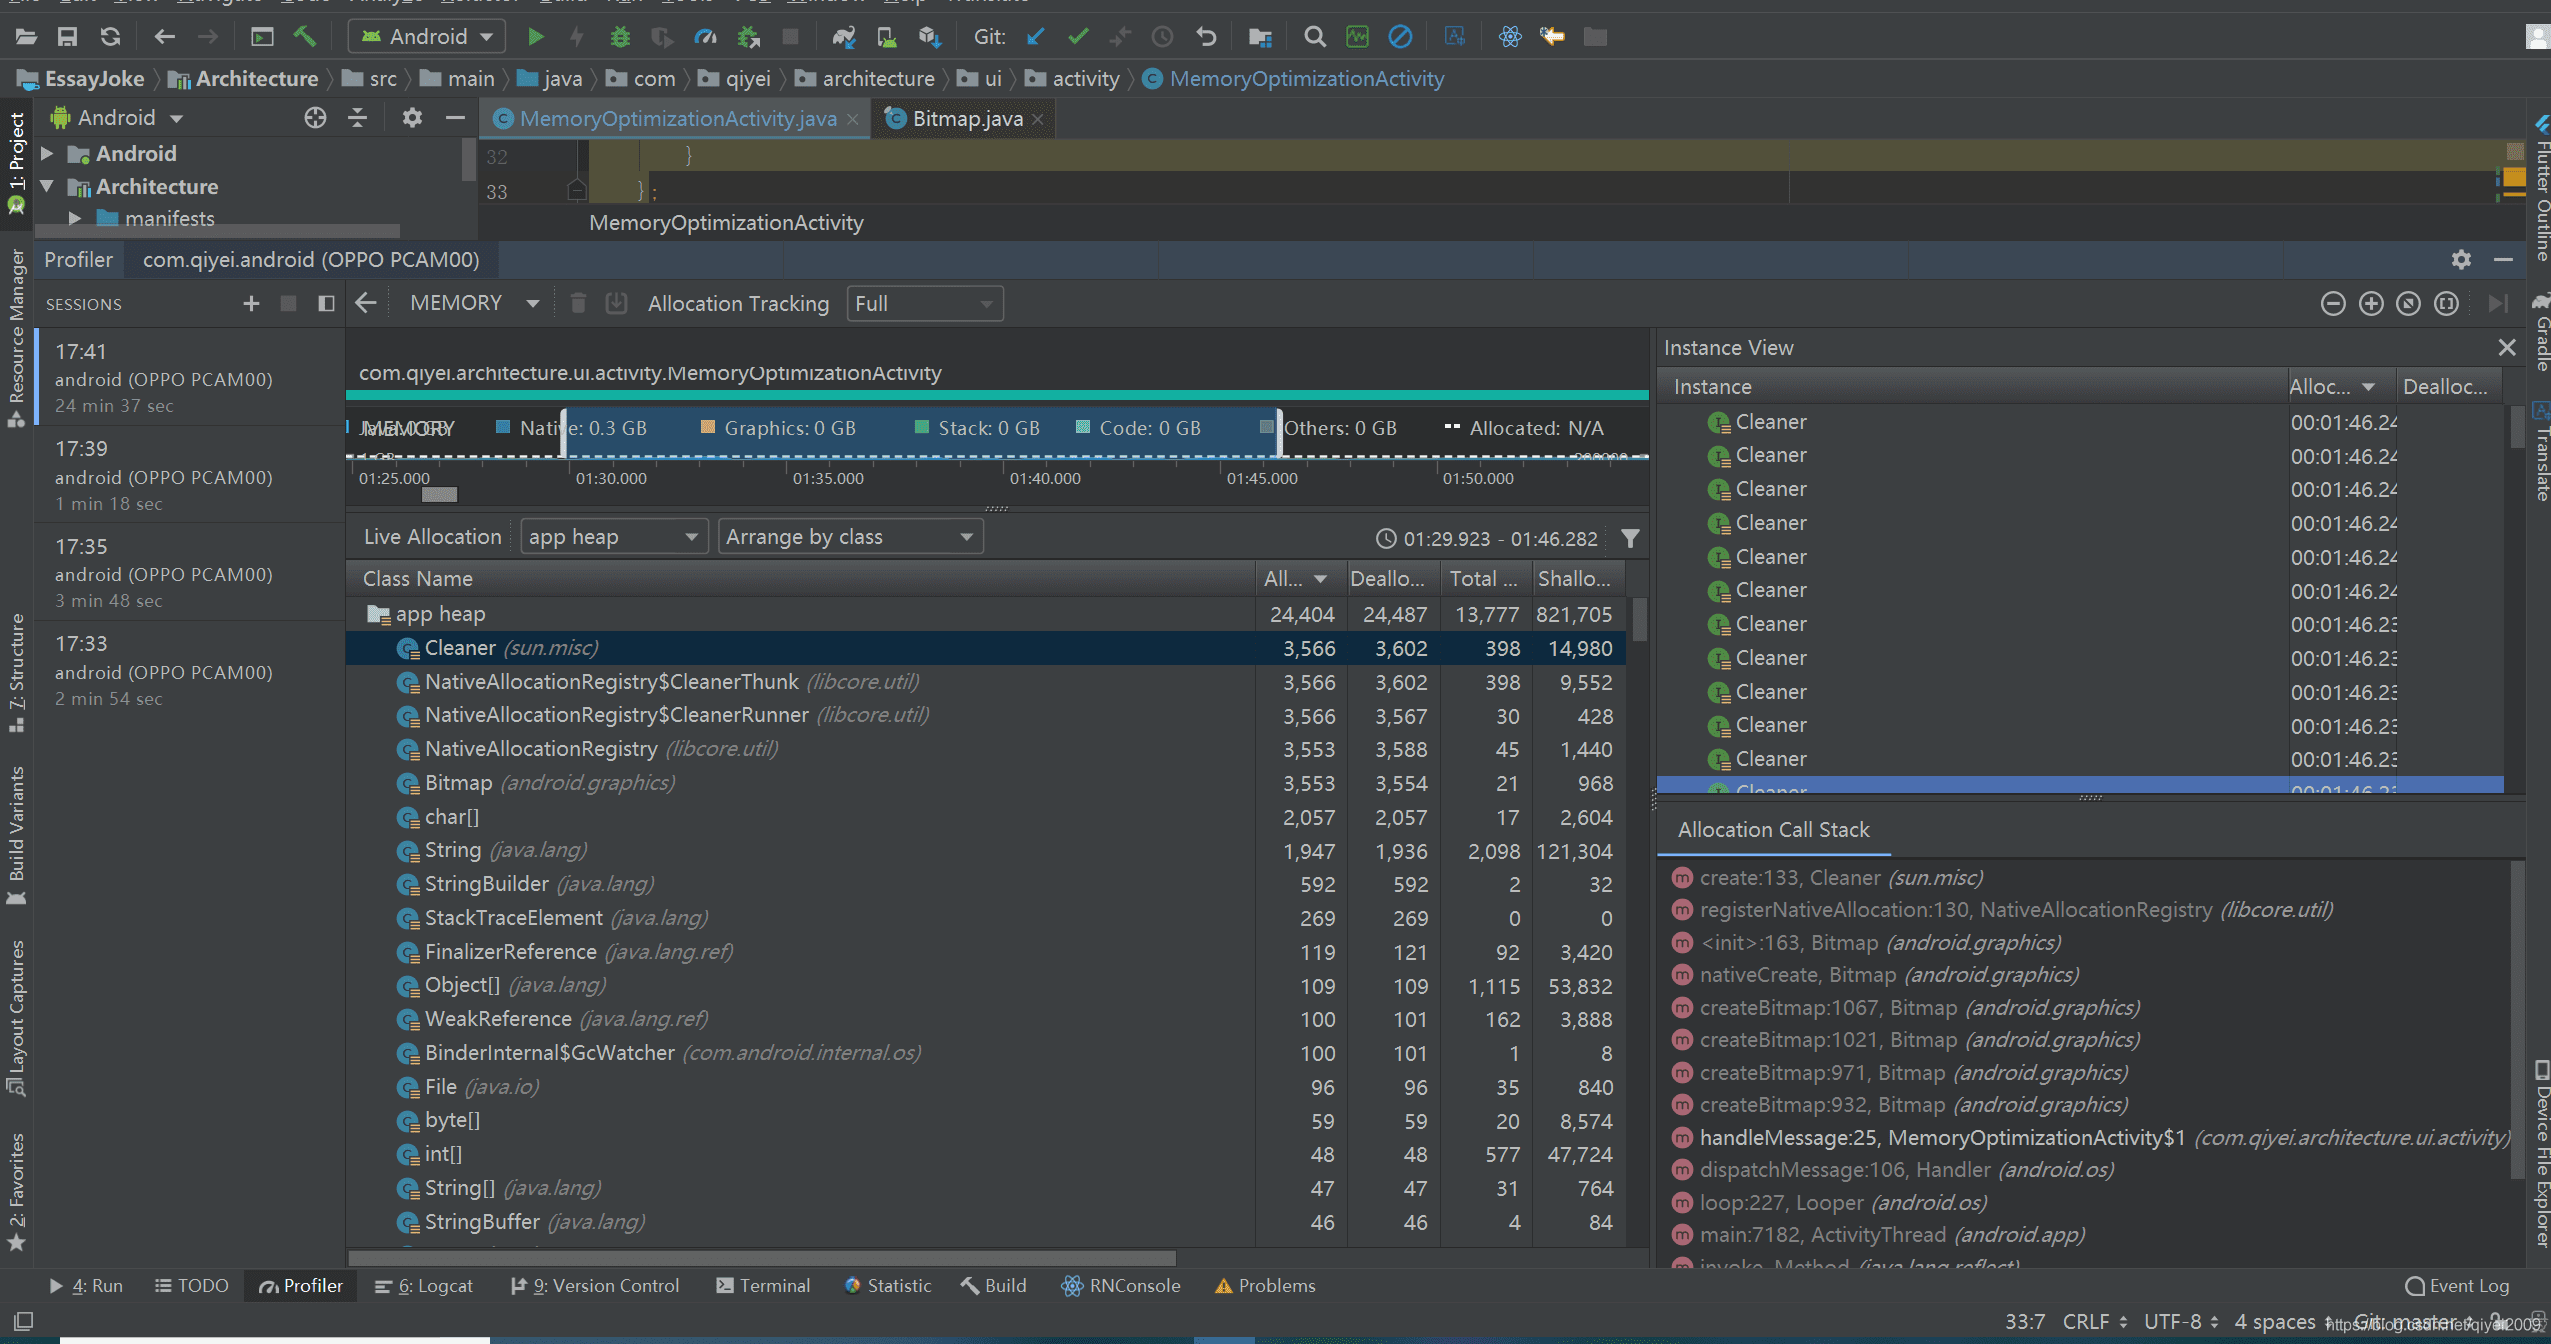 Android
Git:
EssayJoke
Architecture
src
main
java
com
qiyei
architecture
ui
activity
MemoryOptimizationActivity
1: Project
Resource Manager
7: Structure
Build Variants
Layout Captures
2: Favorites
Android
Android
Architecture
manifests
MemoryOptimizationActivity.java
Bitmap.java
32 }
33 };
MemoryOptimizationActivity
Profiler
com.qiyei.android (OPPO PCAM00)
SESSIONS
17:41
android (OPPO PCAM00)
24 min 37 sec
17:39
android (OPPO PCAM00)
1 min 18 sec
17:35
android (OPPO PCAM00)
3 min 48 sec
17:33
android (OPPO PCAM00)
2 min 54 sec
MEMORY
Allocation Tracking
Full
com.qiyei.architecture.ui.activity.MemoryOptimizationActivity
MEMORY
Native: 0.3 GB
Graphics: 0 GB
Stack: 0 GB
Code: 0 GB
Others: 0 GB
Allocated: N/A
01:25.000 01:30.000 01:35.000 01:40.000 01:45.000 01:50.000
Live Allocation
app heap
Arrange by class
01:29.923 - 01:46.282
Class Name All... Deallo... Total ... Shallo...
app heap 24,404 24,487 13,777 821,705
Cleaner (sun.misc) 3,566 3,602 398 14,980
NativeAllocationRegistry$CleanerThunk (libcore.util) 3,566 3,602 398 9,552
NativeAllocationRegistry$CleanerRunner (libcore.util) 3,566 3,567 30 428
NativeAllocationRegistry (libcore.util) 3,553 3,588 45 1,440
Bitmap (android.graphics) 3,553 3,554 21 968
char[] 2,057 2,057 17 2,604
String (java.lang) 1,947 1,936 2,098 121,304
StringBuilder (java.lang) 592 592 2 32
StackTraceElement (java.lang) 269 269 0 0
FinalizerReference (java.lang.ref) 119 121 92 3,420
Object[] (java.lang) 109 109 1,115 53,832
WeakReference (java.lang.ref) 100 101 162 3,888
BinderInternal$GcWatcher (com.android.internal.os) 100 101 1 8
File (java.io) 96 96 35 840
byte[] 59 59 20 8,574
int[] 48 48 577 47,724
String[] (java.lang) 47 47 31 764
StringBuffer (java.lang) 46 46 4 84
Instance View
Instance Alloc... Dealloc...
Cleaner 00:01:46.24
Cleaner 00:01:46.24
Cleaner 00:01:46.24
Cleaner 00:01:46.24
Cleaner 00:01:46.24
Cleaner 00:01:46.24
Cleaner 00:01:46.23
Cleaner 00:01:46.23
Cleaner 00:01:46.23
Cleaner 00:01:46.23
Cleaner 00:01:46.23
Cleaner 00:01:46.23
Allocation Call Stack
create:133, Cleaner (sun.misc)
registerNativeAllocation:130, NativeAllocationRegistry (libcore.util)
<init>:163, Bitmap (android.graphics)
nativeCreate, Bitmap (android.graphics)
createBitmap:1067, Bitmap (android.graphics)
createBitmap:1021, Bitmap (android.graphics)
createBitmap:971, Bitmap (android.graphics)
createBitmap:932, Bitmap (android.graphics)
handleMessage:25, MemoryOptimizationActivity$1 (com.qiyei.architecture.ui.activity)
dispatchMessage:106, Handler (android.os)
loop:227, Looper (android.os)
main:7182, ActivityThread (android.app)
invoke, Method (java.lang.reflect)
Flutter Outline
Gradle
Translate
Device File Explorer
4: Run
TODO
Profiler
6: Logcat
9: Version Control
Terminal
Statistic
Build
RNConsole
Problems
Event Log
33:7 CRLF UTF-8 4 spaces Git: master
https://blog.csdn.net/qiyei2009